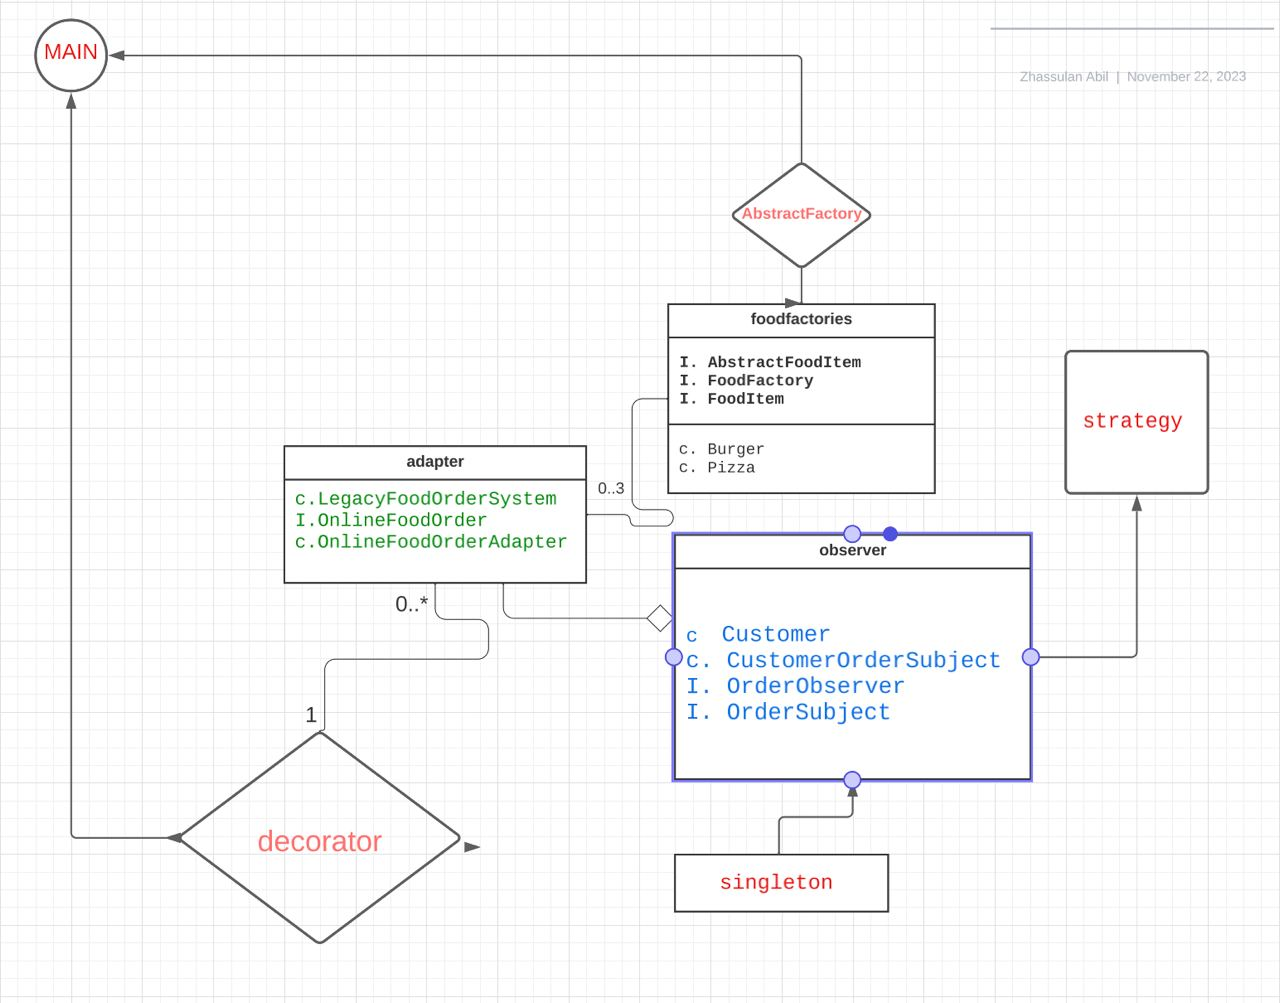 MAIN
Zhassulan Abil | November 22, 2023
AbstractFactory
foodfactories
I. AbstractFoodItem
I. FoodFactory
I. FoodItem
c. Burger
c. Pizza
strategy
adapter
c.LegacyFoodOrderSystem
I.OnlineFoodOrder
c.OnlineFoodOrderAdapter
0..3
observer
c Customer
c. CustomerOrderSubject
I. OrderObserver
I. OrderSubject
0..*
1
decorator
singleton